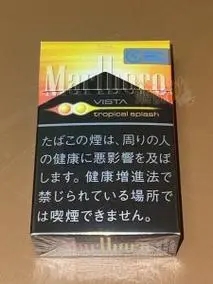 Marlboro
VISTA
tropical splash
たばこの煙は、周りの人
の健康に悪影響を及ぼ
します。健康増進法で
禁じられている場所で
は喫煙できません。
Marlboro